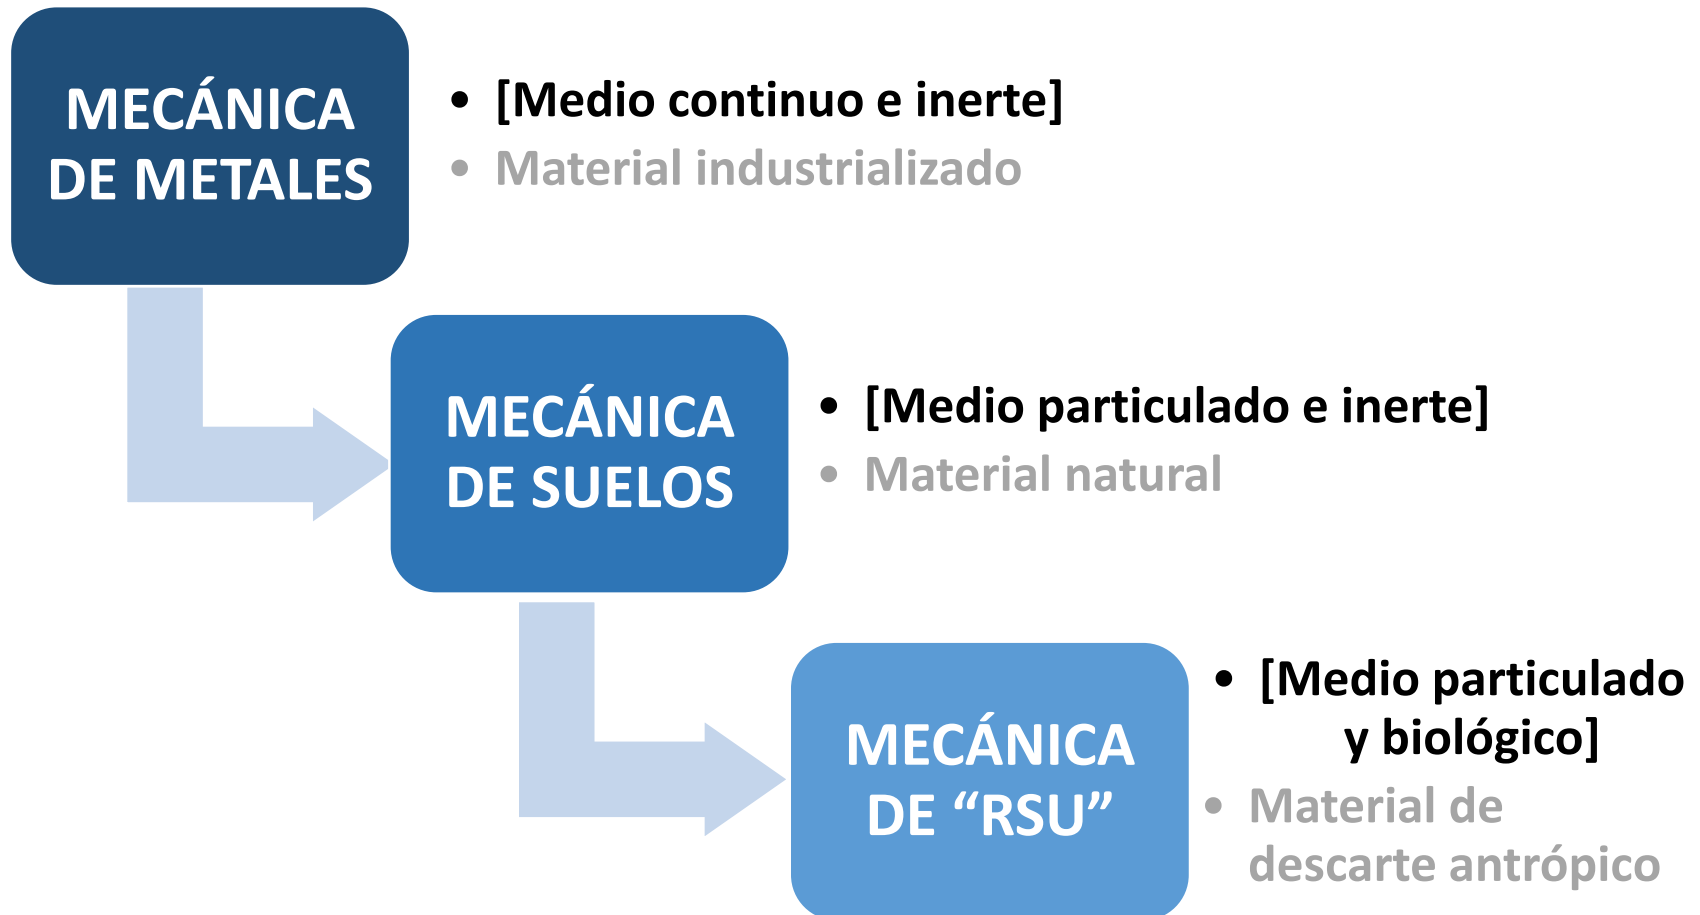 MECÁNICA
DE METALES
• [Medio continuo e inerte]
• Material industrializado
MECÁNICA
DE SUELOS
• [Medio particulado e inerte]
• Material natural
MECÁNICA
DE “RSU”
• [Medio particulado
y biológico]
• Material de
descarte antrópico